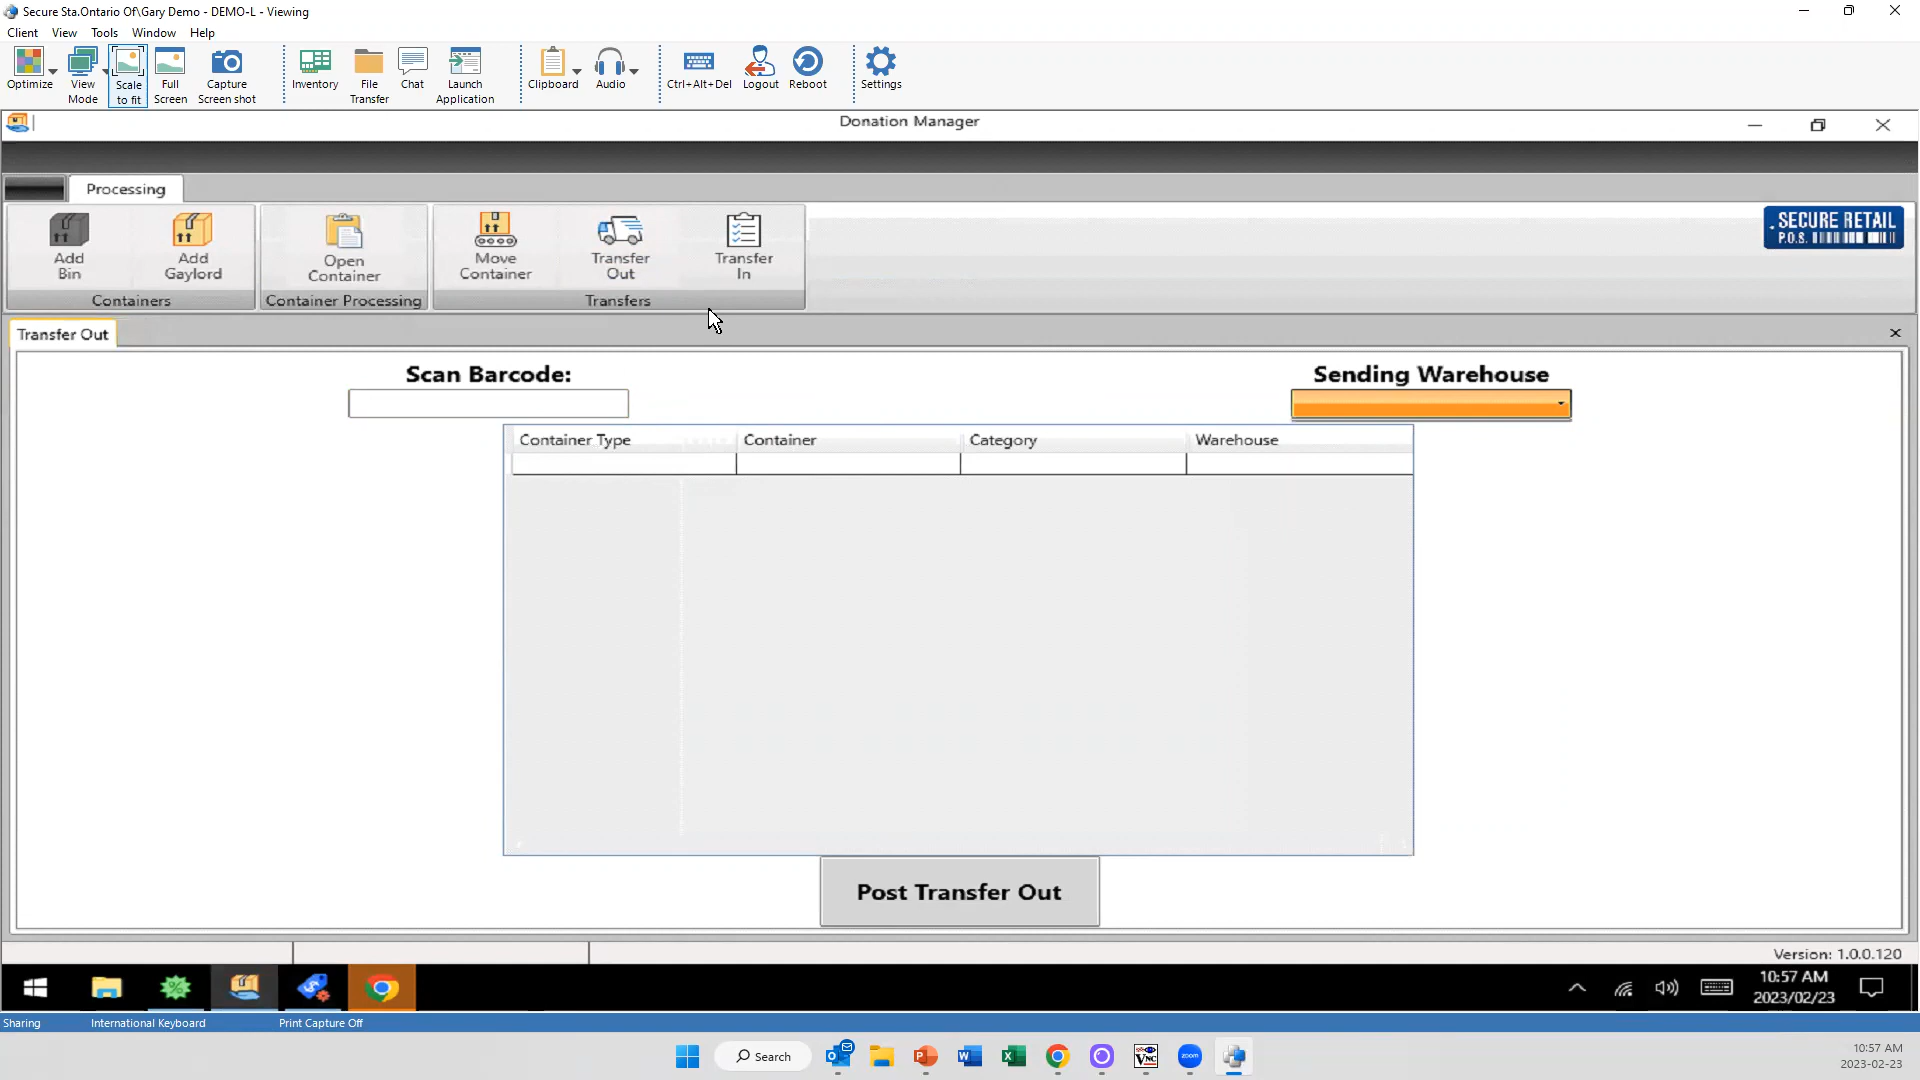 Secure Sta.Ontario Of\Gary Demo - DEMO-L - Viewing
Client View Tools Window Help
Optimize View Mode Scale to fit Full Screen Capture Screen shot Inventory File Transfer Chat Launch Application Clipboard Audio Ctrl+Alt+Del Logout Reboot Settings
Donation Manager
Processing
Add Bin Add Gaylord Open Container Move Container Transfer Out Transfer In
SECURE RETAIL
P.O.S.
Containers Container Processing Transfers
Transfer Out
Scan Barcode: Sending Warehouse
Container Type Container Category Warehouse
Post Transfer Out
Version: 1.0.0.120
10:57 AM
2023/02/23
Sharing International Keyboard Print Capture Off
Search
VNC
zoom
10:57 AM
2023-02-23